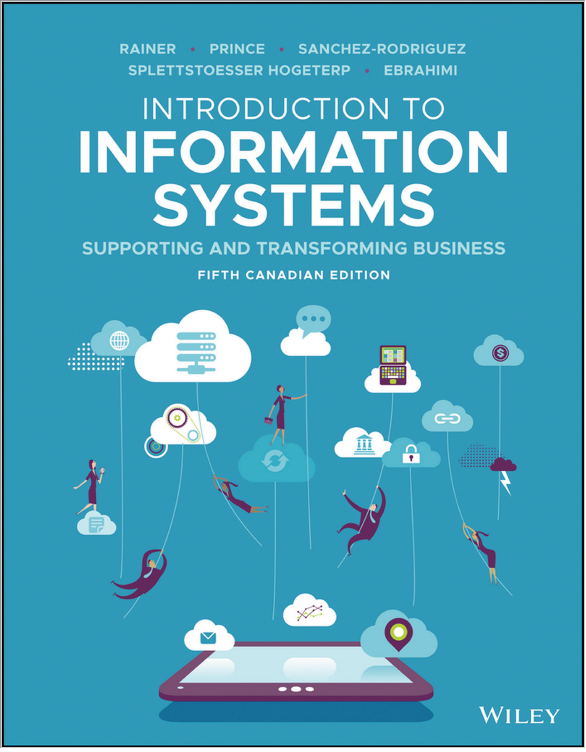 RAINER • PRINCE • SANCHEZ-RODRIGUEZ
SPLETTSTOESSER HOGETERP • EBRAHIMI
INTRODUCTION TO
INFORMATION
SYSTEMS
SUPPORTING AND TRANSFORMING BUSINESS
FIFTH CANADIAN EDITION
$
WILEY